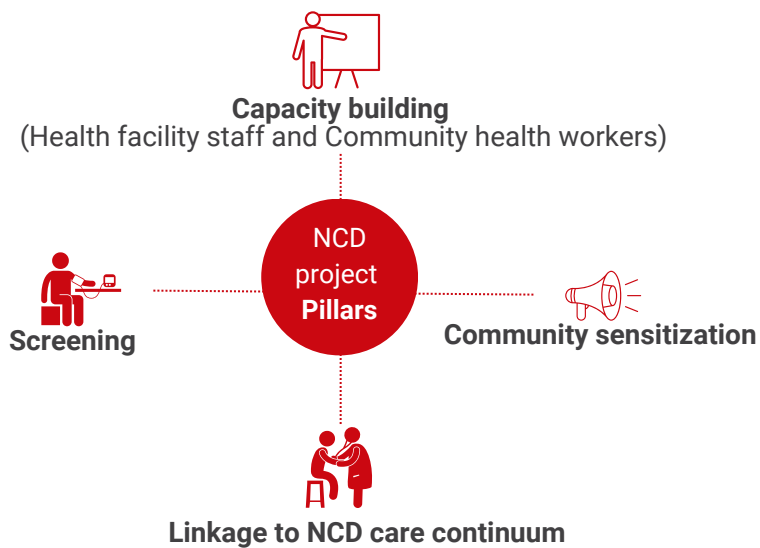 Capacity building
(Health facility staff and Community health workers)
NCD
project
Pillars
Screening
Community sensitization
Linkage to NCD care continuum